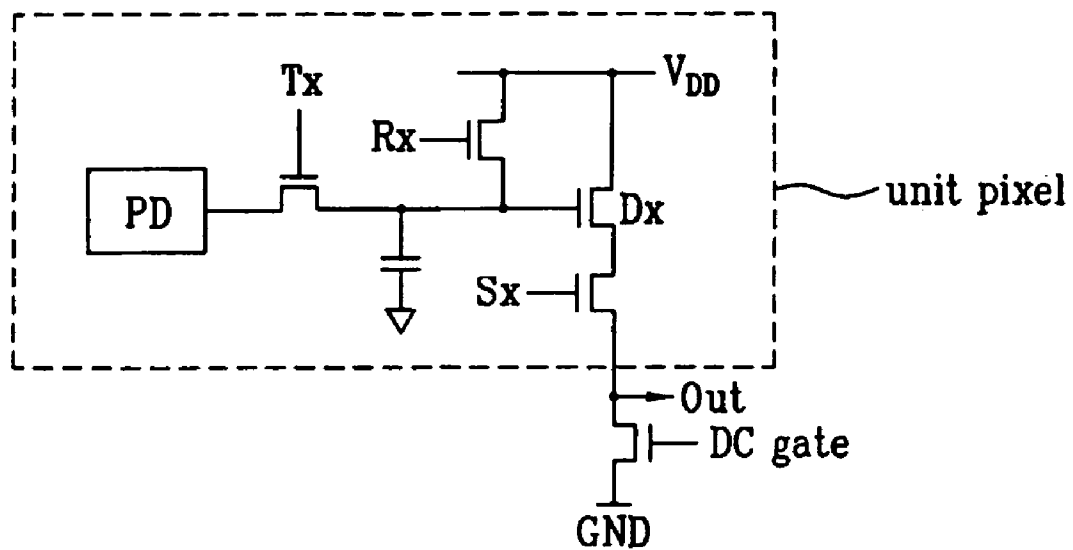 Tx
V_DD
Rx
PD
Dx
unit pixel
Sx
Out
DC gate
GND